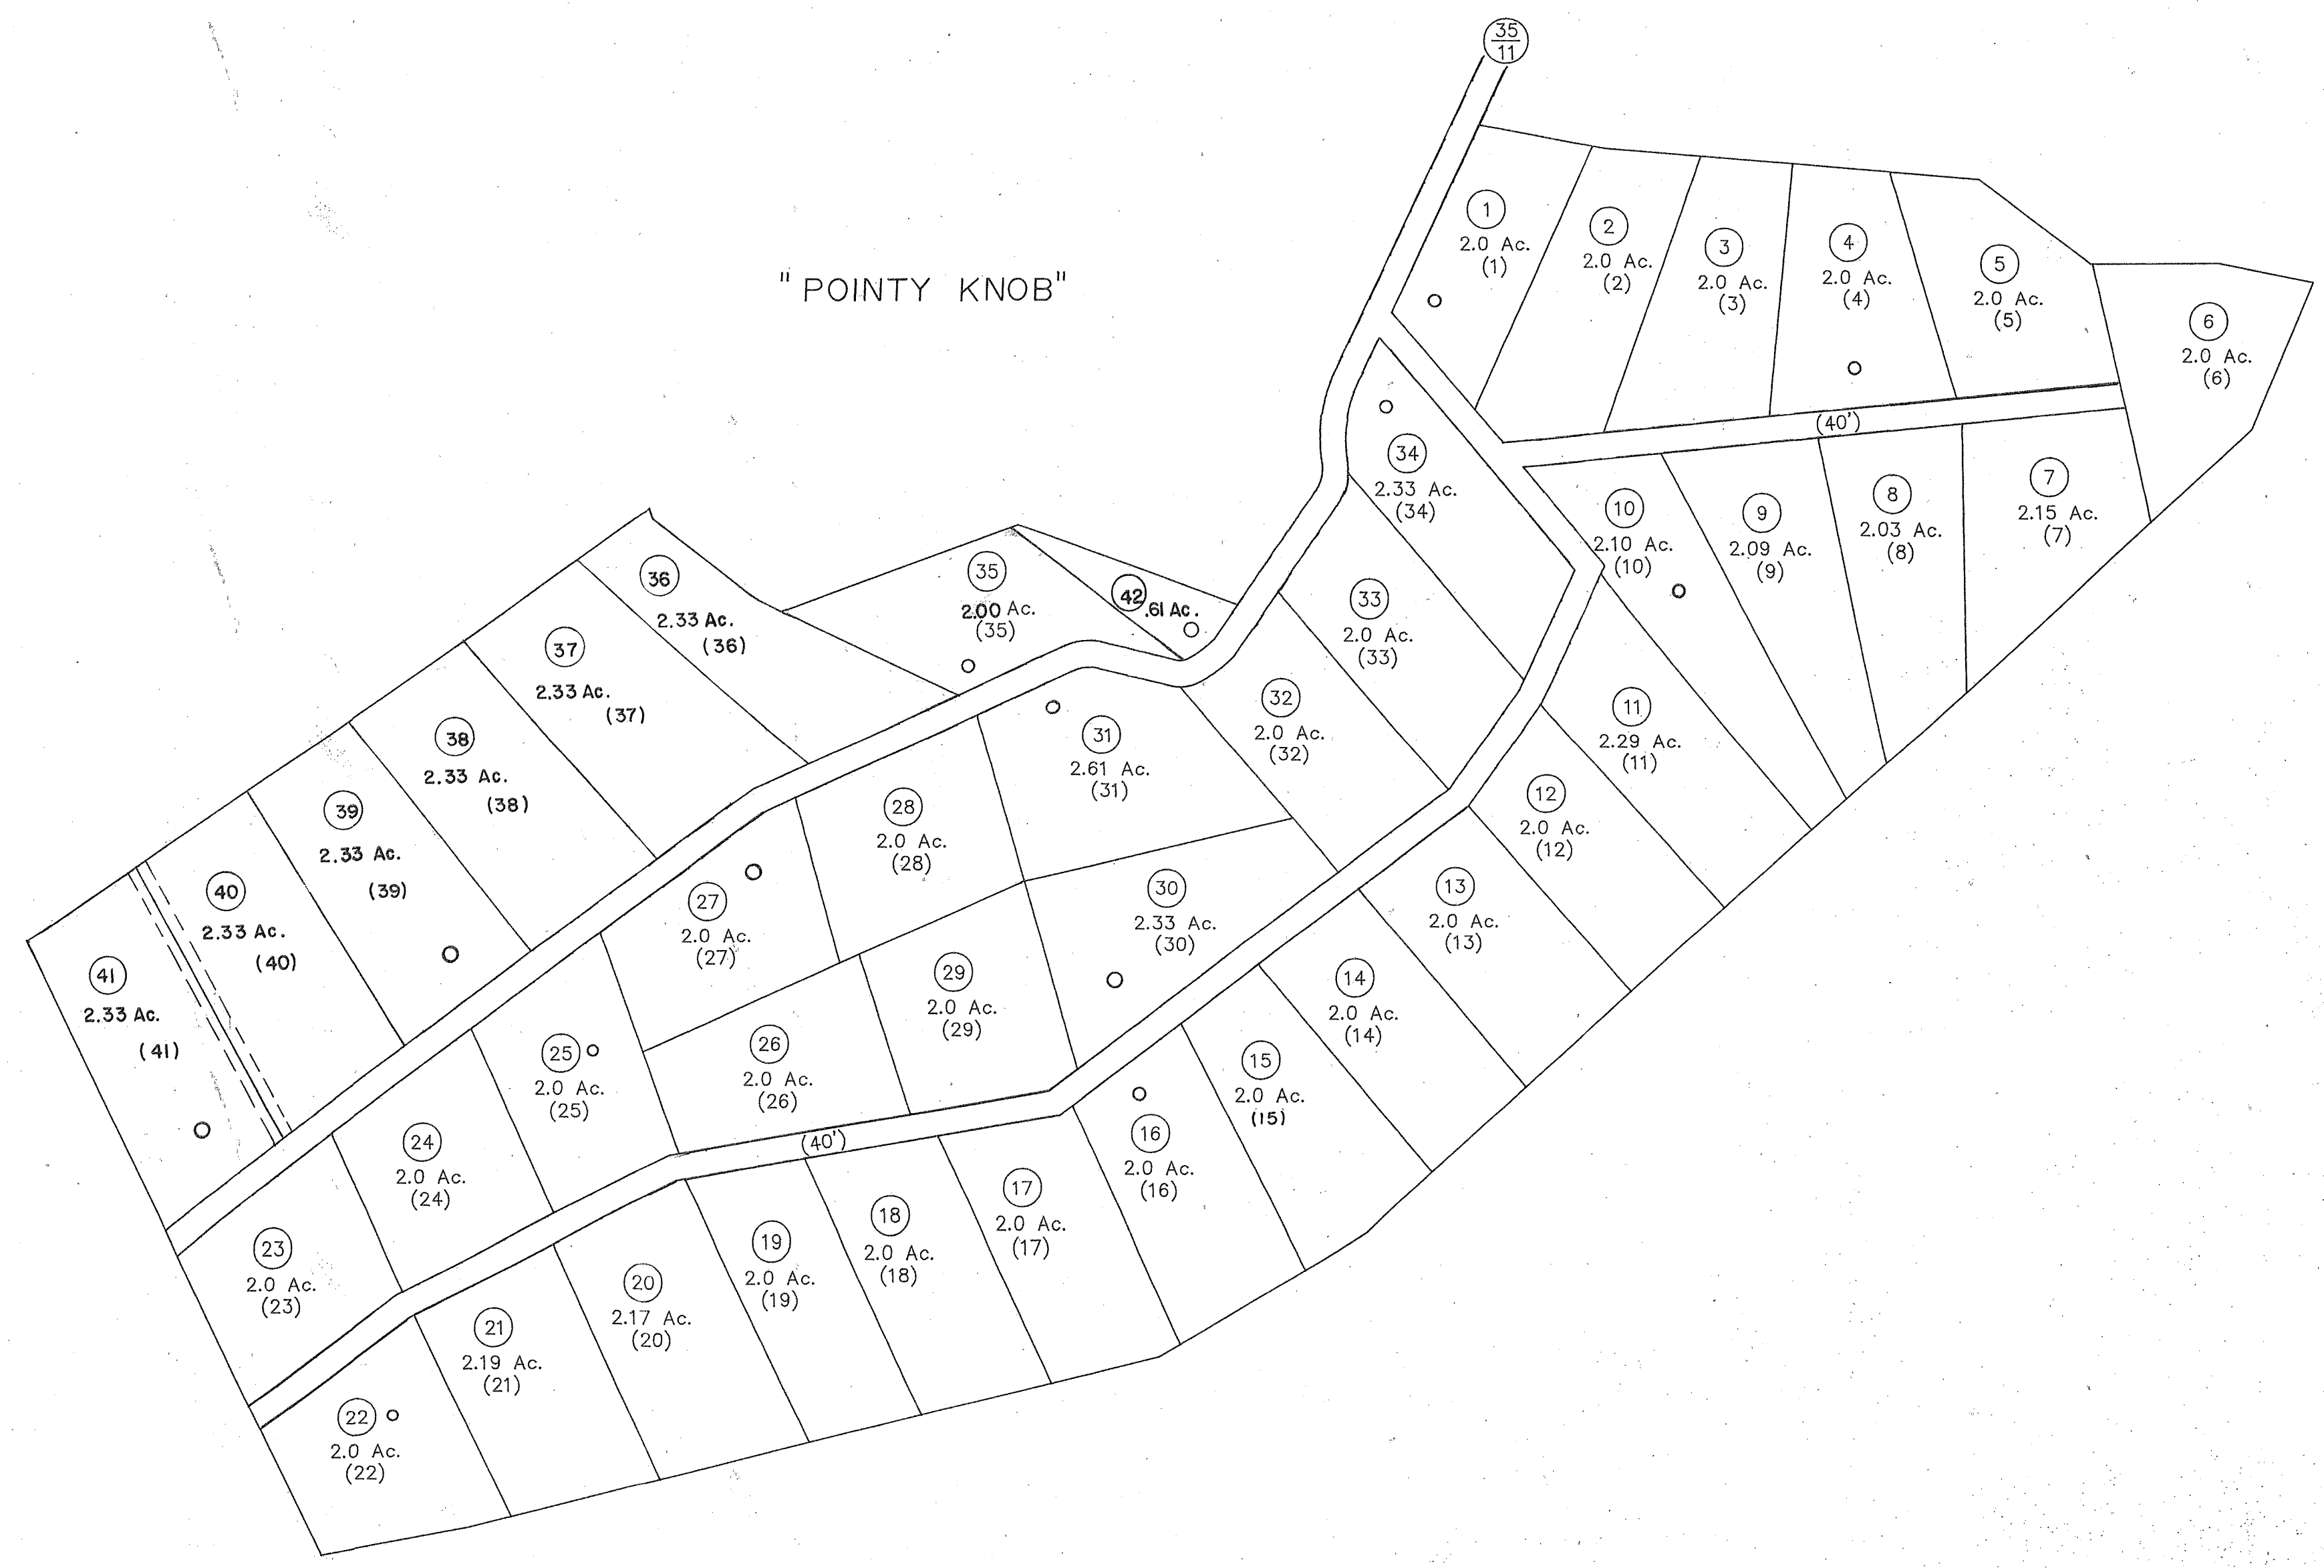 35
11
"POINTY KNOB"
1
2.0 Ac.
(1)
2
2.0 Ac.
(2)
3
2.0 Ac.
(3)
4
2.0 Ac.
(4)
5
2.0 Ac.
(5)
6
2.0 Ac.
(6)
(40')
7
2.15 Ac.
(7)
8
2.03 Ac.
(8)
9
2.09 Ac.
(9)
10
2.10 Ac.
(10)
11
2.29 Ac.
(11)
12
2.0 Ac.
(12)
13
2.0 Ac.
(13)
14
2.0 Ac.
(14)
15
2.0 Ac.
(15)
16
2.0 Ac.
(16)
17
2.0 Ac.
(17)
18
2.0 Ac.
(18)
19
2.0 Ac.
(19)
20
2.17 Ac.
(20)
21
2.19 Ac.
(21)
22
2.0 Ac.
(22)
23
2.0 Ac.
(23)
24
2.0 Ac.
(24)
25
2.0 Ac.
(25)
(40')
26
2.0 Ac.
(26)
27
2.0 Ac.
(27)
28
2.0 Ac.
(28)
29
2.0 Ac.
(29)
30
2.33 Ac.
(30)
31
2.61 Ac.
(31)
32
2.0 Ac.
(32)
33
2.0 Ac.
(33)
34
2.33 Ac.
(34)
35
2.00 Ac.
(35)
42
.61 Ac.
36
2.33 Ac.
(36)
37
2.33 Ac.
(37)
38
2.33 Ac.
(38)
39
2.33 Ac.
(39)
40
2.33 Ac.
(40)
41
2.33 Ac.
(41)